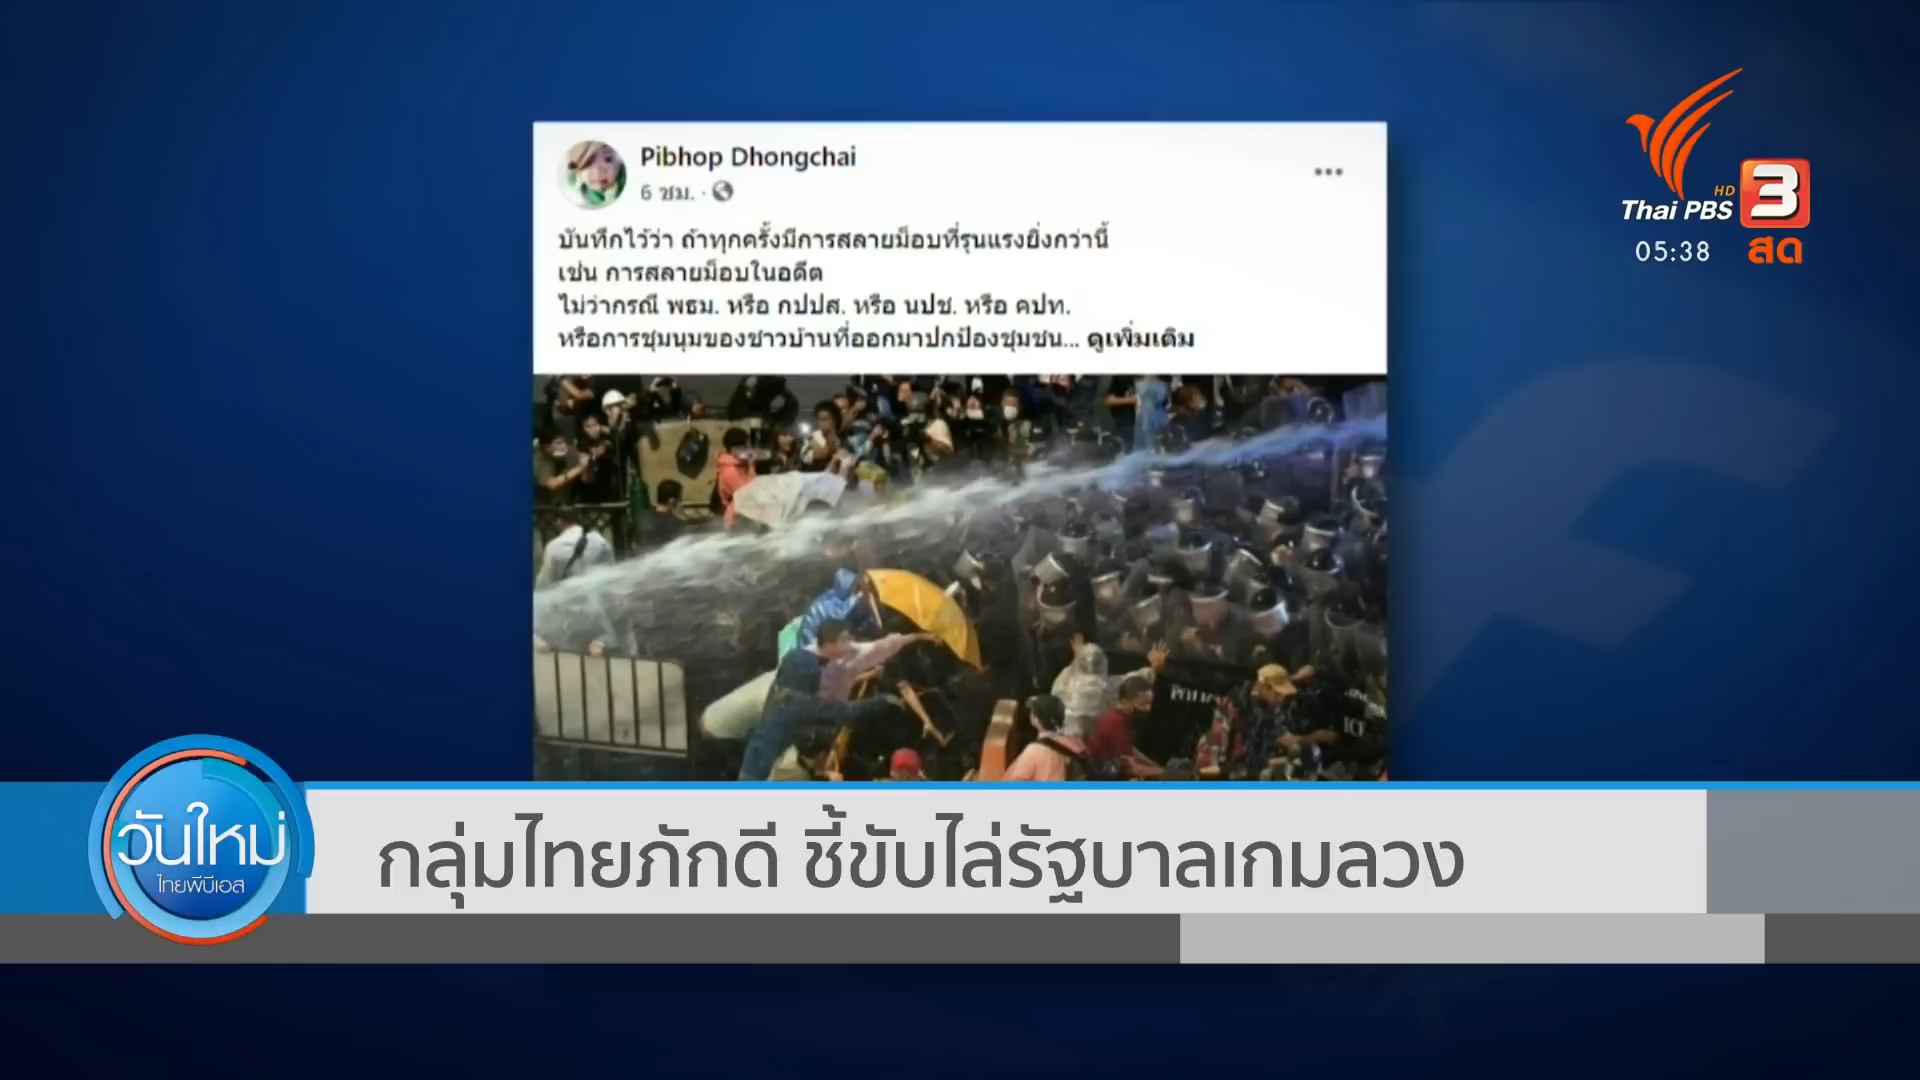 Pibhop Dhongchai
6 ชม. ·
บันทึกไว้ว่า ถ้าทุกครั้งมีการสลายม็อบที่รุนแรงยิ่งกว่านี้
เช่น การสลายม็อบในอดีต
ไม่ว่ากรณี พธม. หรือ กปปส. หรือ นปช. หรือ คปท.
หรือการชุมนุมของชาวบ้านที่ออกมาปกป้องชุมชน... ดูเพิ่มเติม
HD
Thai PBS 3
05:38 สด
POLICE
ICE
วันใหม่
ไทยพีบีเอส
กลุ่มไทยภักดี ชี้ขับไล่รัฐบาลเกมลวง